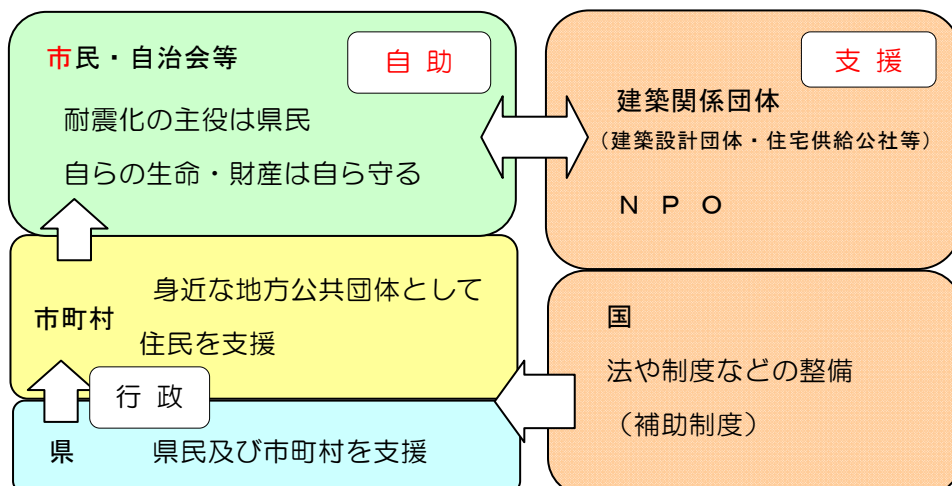 市民・自治会等
自 助
耐震化の主役は県民
自らの生命・財産は自ら守る
支 援
建築関係団体
（建築設計団体・住宅供給公社等）
Ｎ Ｐ Ｏ
身近な地方公共団体として
市町村
住民を支援
行 政
県
県民及び市町村を支援
国
法や制度などの整備
（補助制度）